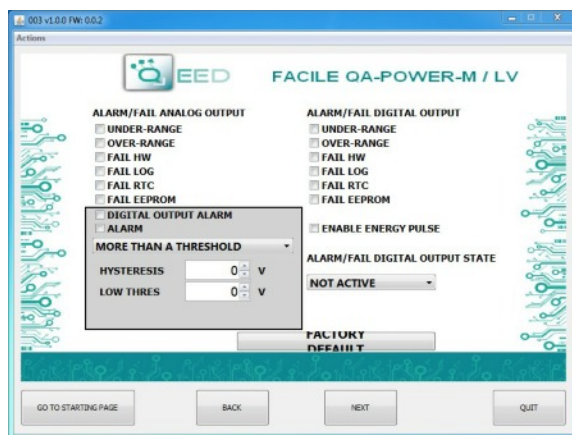 003 v1.0.0 FW: 0.0.2
Actions
QEED
FACILE QA-POWER-M / LV
ALARM/FAIL ANALOG OUTPUT
UNDER-RANGE
OVER-RANGE
FAIL HW
FAIL LOG
FAIL RTC
FAIL EEPROM
DIGITAL OUTPUT ALARM
ALARM
MORE THAN A THRESHOLD
HYSTERESIS 0 V
LOW THRES 0 V
ALARM/FAIL DIGITAL OUTPUT
UNDER-RANGE
OVER-RANGE
FAIL HW
FAIL LOG
FAIL RTC
FAIL EEPROM
ENABLE ENERGY PULSE
ALARM/FAIL DIGITAL OUTPUT STATE
NOT ACTIVE
FACTORY
DEFAULT
GO TO STARTING PAGE
BACK
NEXT
QUIT